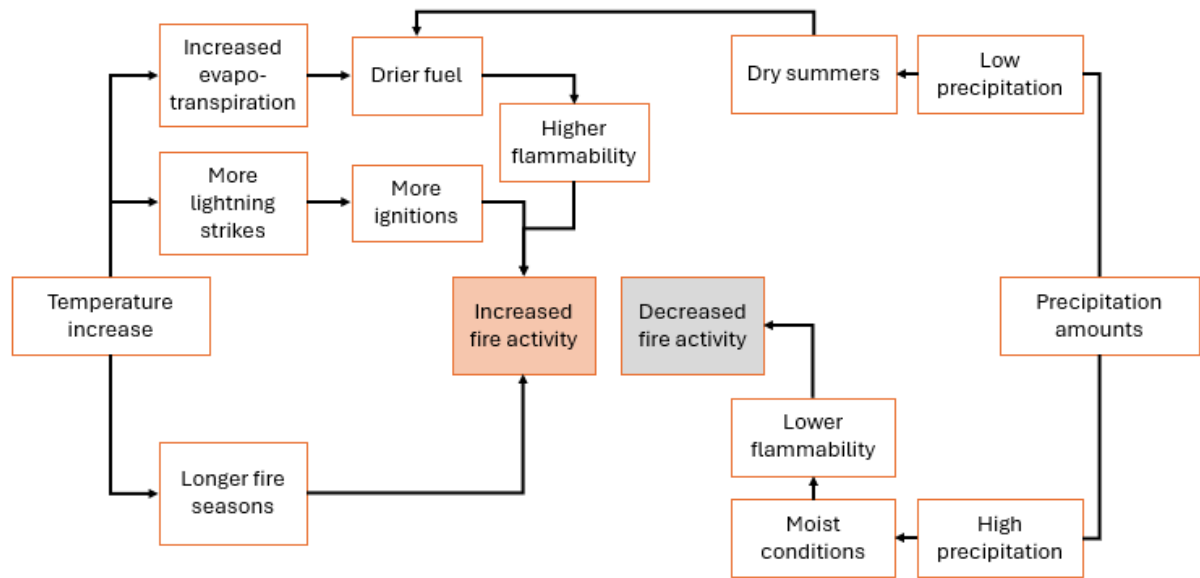 Increased
evapo-
transpiration
Drier fuel
Dry summers
Low
precipitation
Higher
flammability
More
lightning
strikes
More
ignitions
Temperature
increase
Increased
fire activity
Decreased
fire activity
Precipitation
amounts
Lower
flammability
Longer fire
seasons
Moist
conditions
High
precipitation